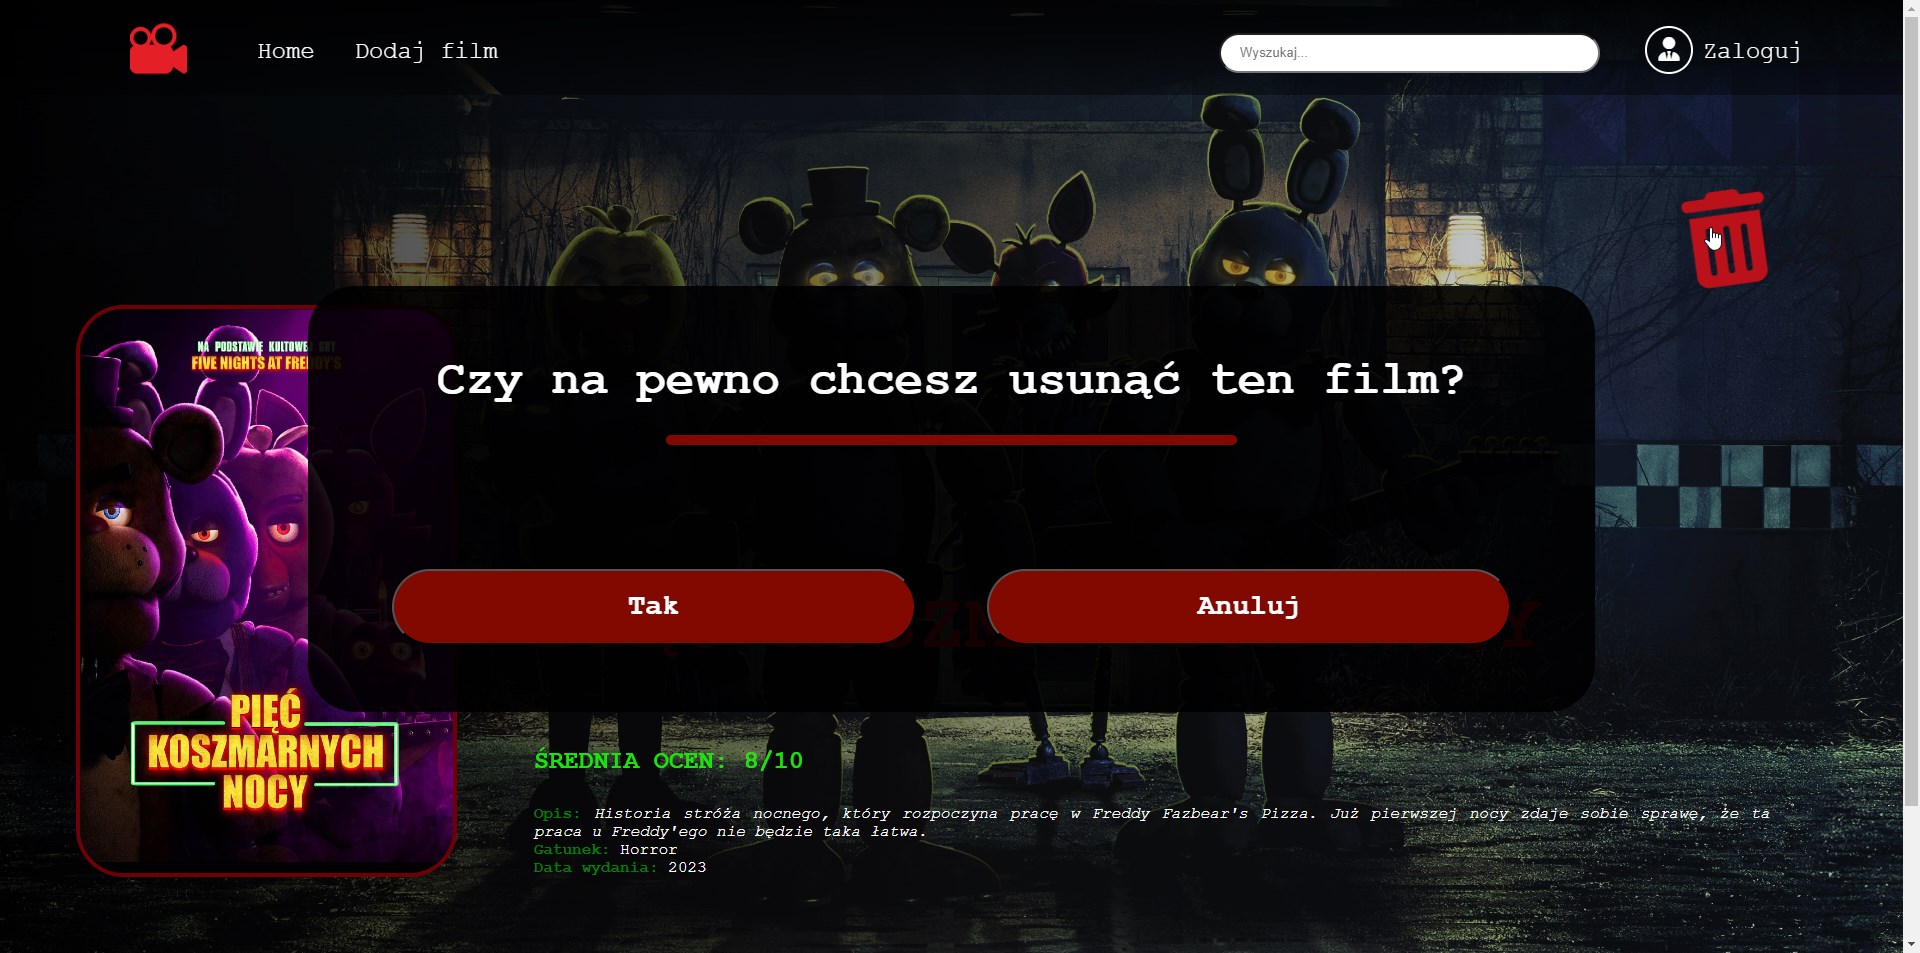 Home
Dodaj film
Wyszukaj...
Zaloguj
NA PODSTAWIE KULTOWEJ GRY
FIVE NIGHTS AT FREDDY'S
Czy na pewno chcesz usunąć ten film?
Tak
Anuluj
PIĘĆ
KOSZMARNYCH
NOCY
ŚREDNIA OCEN: 8/10
Opis: Historia stróża nocnego, który rozpoczyna pracę w Freddy Fazbear's Pizza. Już pierwszej nocy zdaje sobie sprawę, że ta
praca u Freddy'ego nie będzie taka łatwa.
Gatunek: Horror
Data wydania: 2023